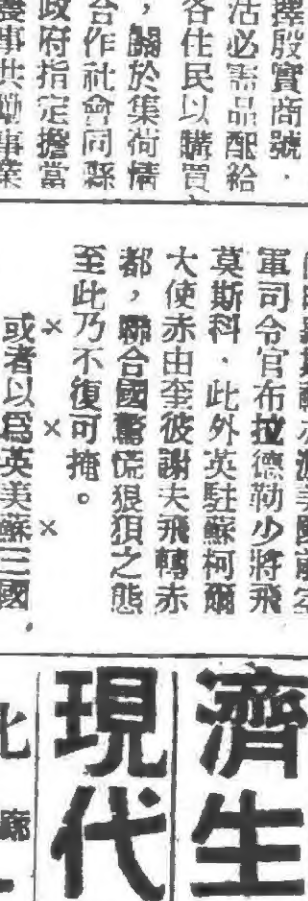 擇殷實商號．
活必需品配給
各住民以購買
，關於集荷情
合作社會同縣
政府指定擔當
事共勵事業
軍司令官布拉德勒少將飛
莫斯科．此外英駐蘇柯爾
大使亦由奎彼謝夫飛轉赤
都，聯合國驚慌狼狽之態
至此乃不復可掩。
×　×　×
或者以爲英美蘇三國，
濟生
現代